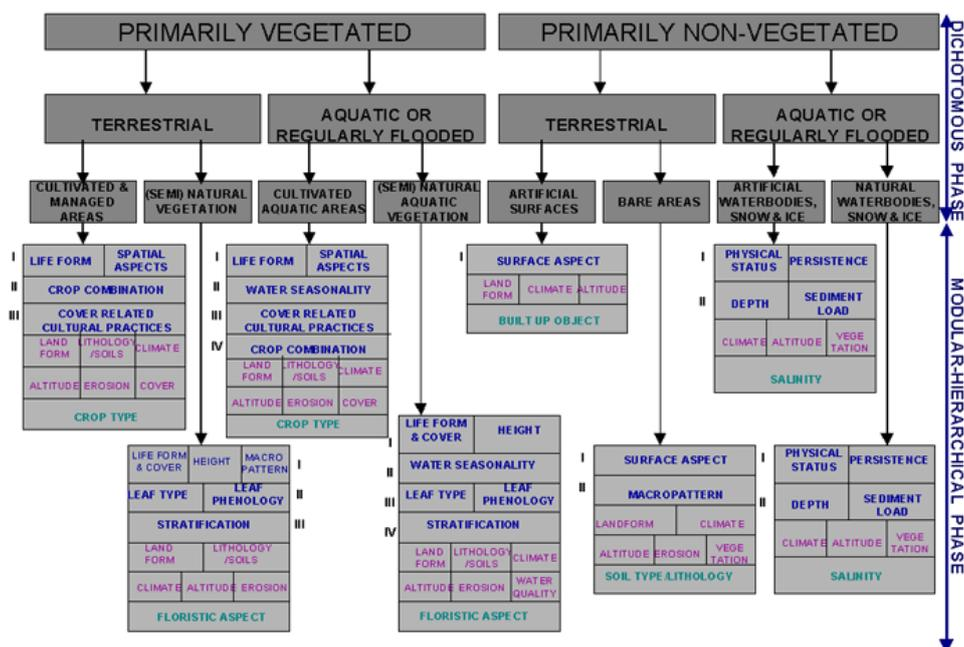 PRIMARILY VEGETATED
PRIMARILY NON-VEGETATED
TERRESTRIAL
AQUATIC OR
REGULARLY FLOODED
TERRESTRIAL
AQUATIC OR
REGULARLY FLOODED
CULTIVATED &
MANAGED
AREAS
(SEMI) NATURAL
VEGETATION
CULTIVATED
AQUATIC AREAS
(SEMI) NATURAL
AQUATIC
VEGETATION
ARTIFICIAL
SURFACES
BARE AREAS
ARTIFICIAL
WATERBODIES,
SNOW & ICE
NATURAL
WATERBODIES,
SNOW & ICE
DICHOTOMOUS PHASE
MODULAR-HIERARCHICAL PHASE
I
LIFE FORM
SPATIAL
ASPECTS
II
CROP COMBINATION
III
COVER RELATED
CULTURAL PRACTICES
LAND
FORM
LITHOLOGY
/SOILS
CLIMATE
ALTITUDE
EROSION
COVER
CROP TYPE
I
LIFE FORM
SPATIAL
ASPECTS
II
WATER SEASONALITY
III
COVER RELATED
CULTURAL PRACTICES
IV
CROP COMBINATION
LAND
FORM
LITHOLOGY
/SOILS
CLIMATE
ALTITUDE
EROSION
COVER
CROP TYPE
I
SURFACE ASPECT
LAND
FORM
CLIMATE
ALTITUDE
BUILT UP OBJECT
I
PHYSICAL
STATUS
PERSISTENCE
II
DEPTH
SEDIMENT
LOAD
CLIMATE
ALTITUDE
VEGE
TATION
SALINITY
LIFE FORM
& COVER
HEIGHT
MACRO
PATTERN
I
LEAF TYPE
LEAF
PHENOLOGY
II
STRATIFICATION
III
LAND
FORM
LITHOLOGY
/SOILS
CLIMATE
ALTITUDE
EROSION
FLORISTIC ASPECT
I
LIFE FORM
& COVER
HEIGHT
II
WATER SEASONALITY
III
LEAF TYPE
LEAF
PHENOLOGY
IV
STRATIFICATION
LAND
FORM
LITHOLOGY
/SOILS
CLIMATE
ALTITUDE
EROSION
WATER
QUALITY
FLORISTIC ASPECT
I
SURFACE ASPECT
II
MACROPATTERN
LANDFORM
CLIMATE
ALTITUDE
EROSION
VEGE
TATION
SOIL TYPE/LITHOLOGY
I
PHYSICAL
STATUS
PERSISTENCE
II
DEPTH
SEDIMENT
LOAD
CLIMATE
ALTITUDE
VEGE
TATION
SALINITY